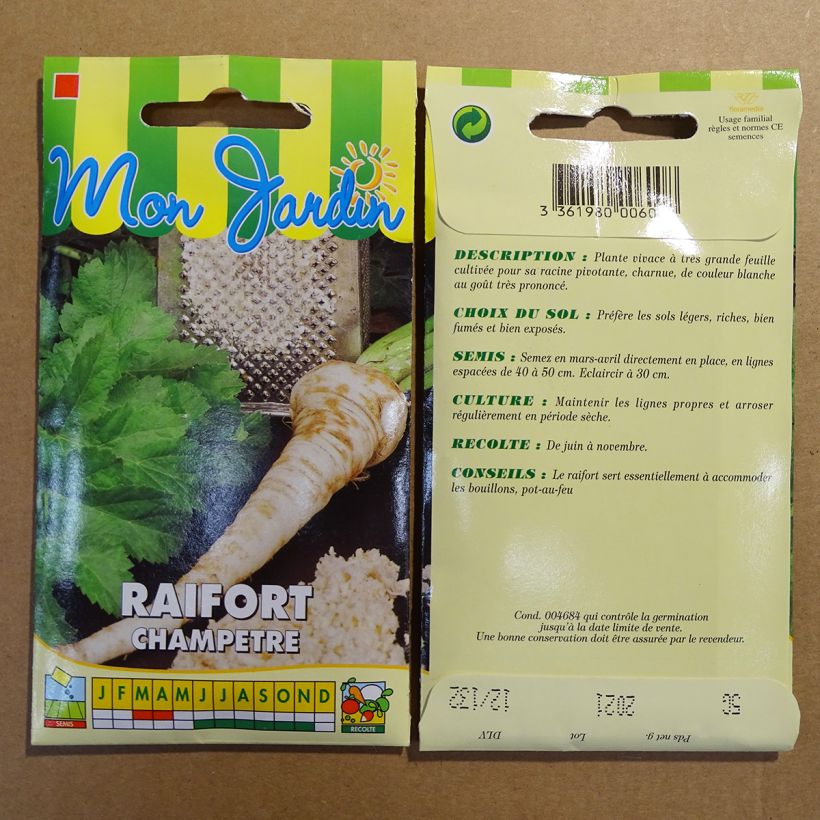 Mon Jardin
RAIFORT
CHAMPETRE
J F M A M J J A S O N D
SEMIS
RECOLTE
floramedia
Usage familial
règles et normes CE
semences
3 361980 0060
DESCRIPTION : Plante vivace à très grande feuille
cultivée pour sa racine pivotante, charnue, de couleur blanche
au goût très prononcé.
CHOIX DU SOL : Préfère les sols légers, riches, bien
fumés et bien exposés.
SEMIS : Semez en mars-avril directement en place, en lignes
espacées de 40 à 50 cm. Eclaircir à 30 cm.
CULTURE : Maintenir les lignes propres et arroser
régulièrement en période sèche.
RECOLTE : De juin à novembre.
CONSEILS : Le raifort sert essentiellement à accommoder
les bouillons, pot-au-feu
Cond. 004684 qui contrôle la germination
jusqu'à la date limite de vente.
Une bonne conservation doit être assurée par le revendeur.
2021
5G
DLV
Lot
Pds net g.